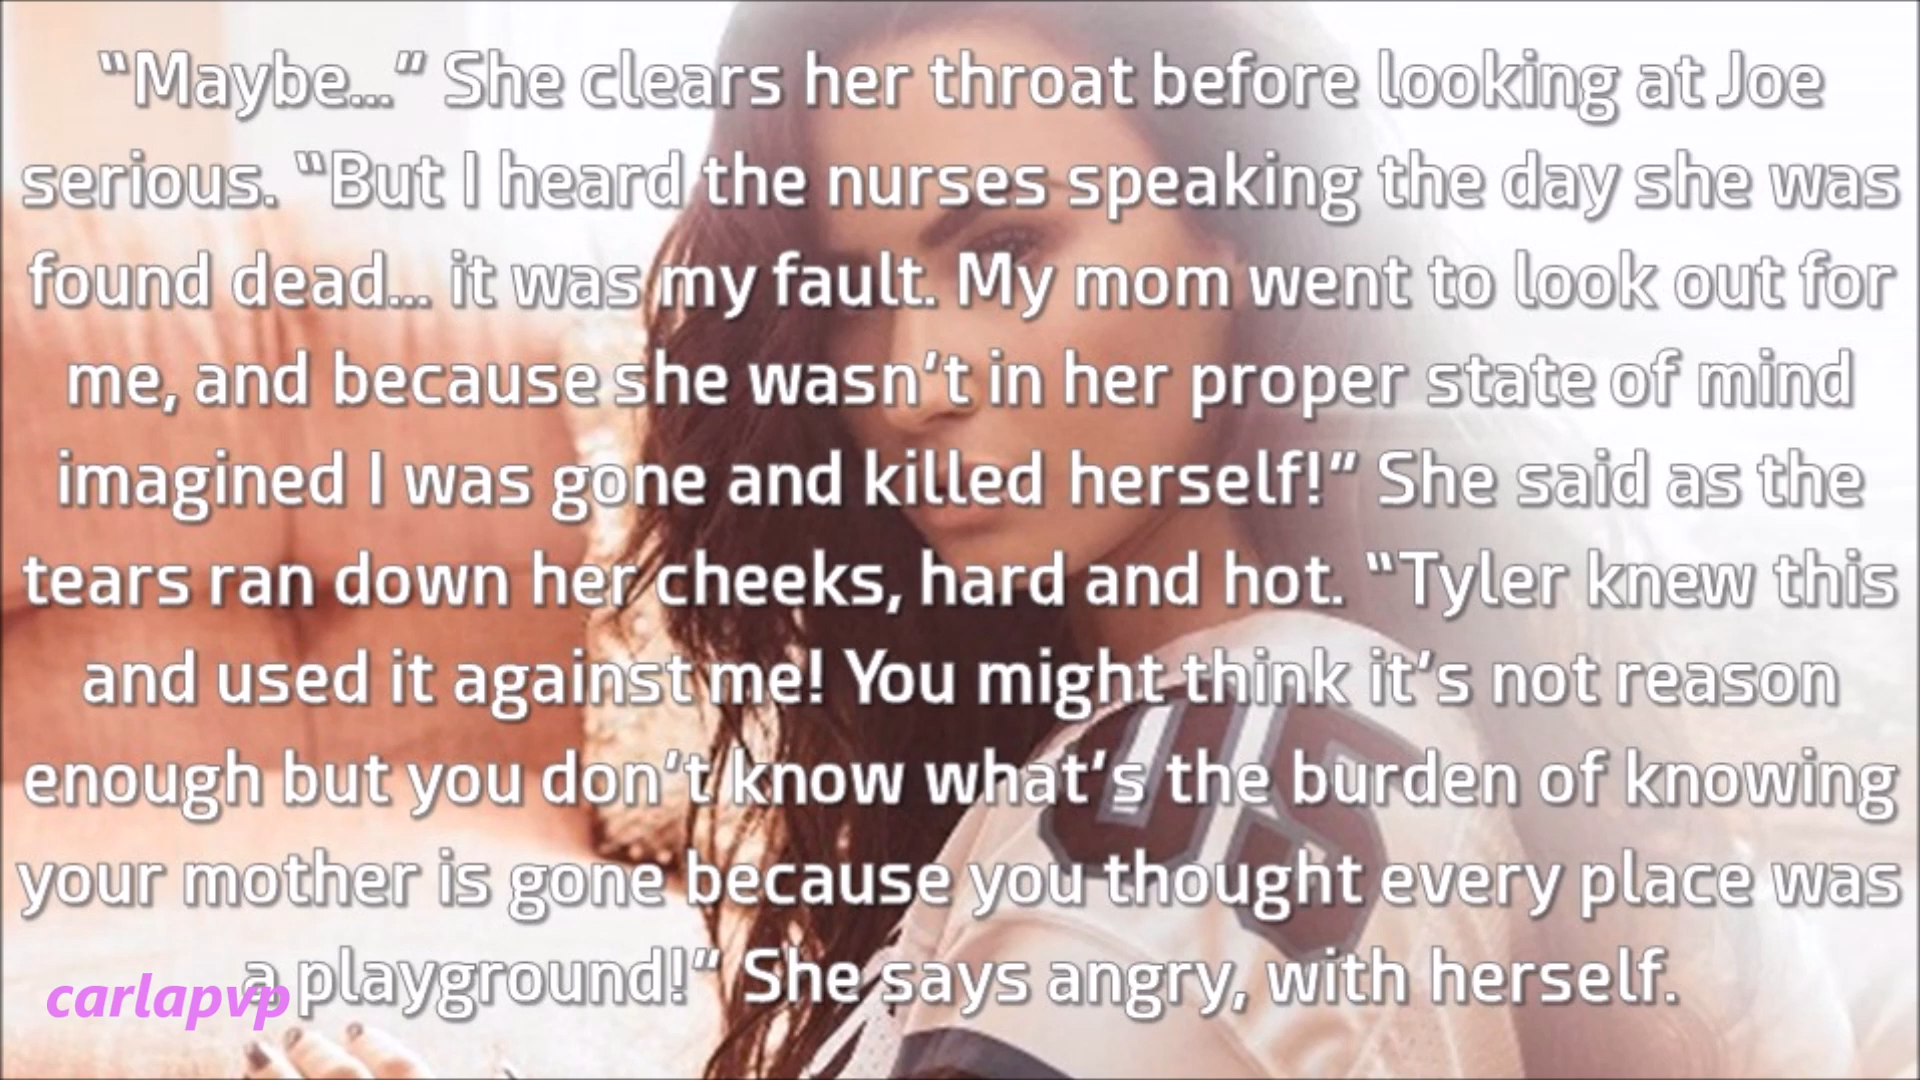 “Maybe...” She clears her throat before looking at Joe
serious. “But I heard the nurses speaking the day she was
found dead... it was my fault. My mom went to look out for
me, and because she wasn’t in her proper state of mind
imagined I was gone and killed herself!” She said as the
tears ran down her cheeks, hard and hot. “Tyler knew this
and used it against me! You might think it’s not reason
enough but you don’t know what’s the burden of knowing
your mother is gone because you thought every place was
a playground!” She says angry, with herself.
carlapvp